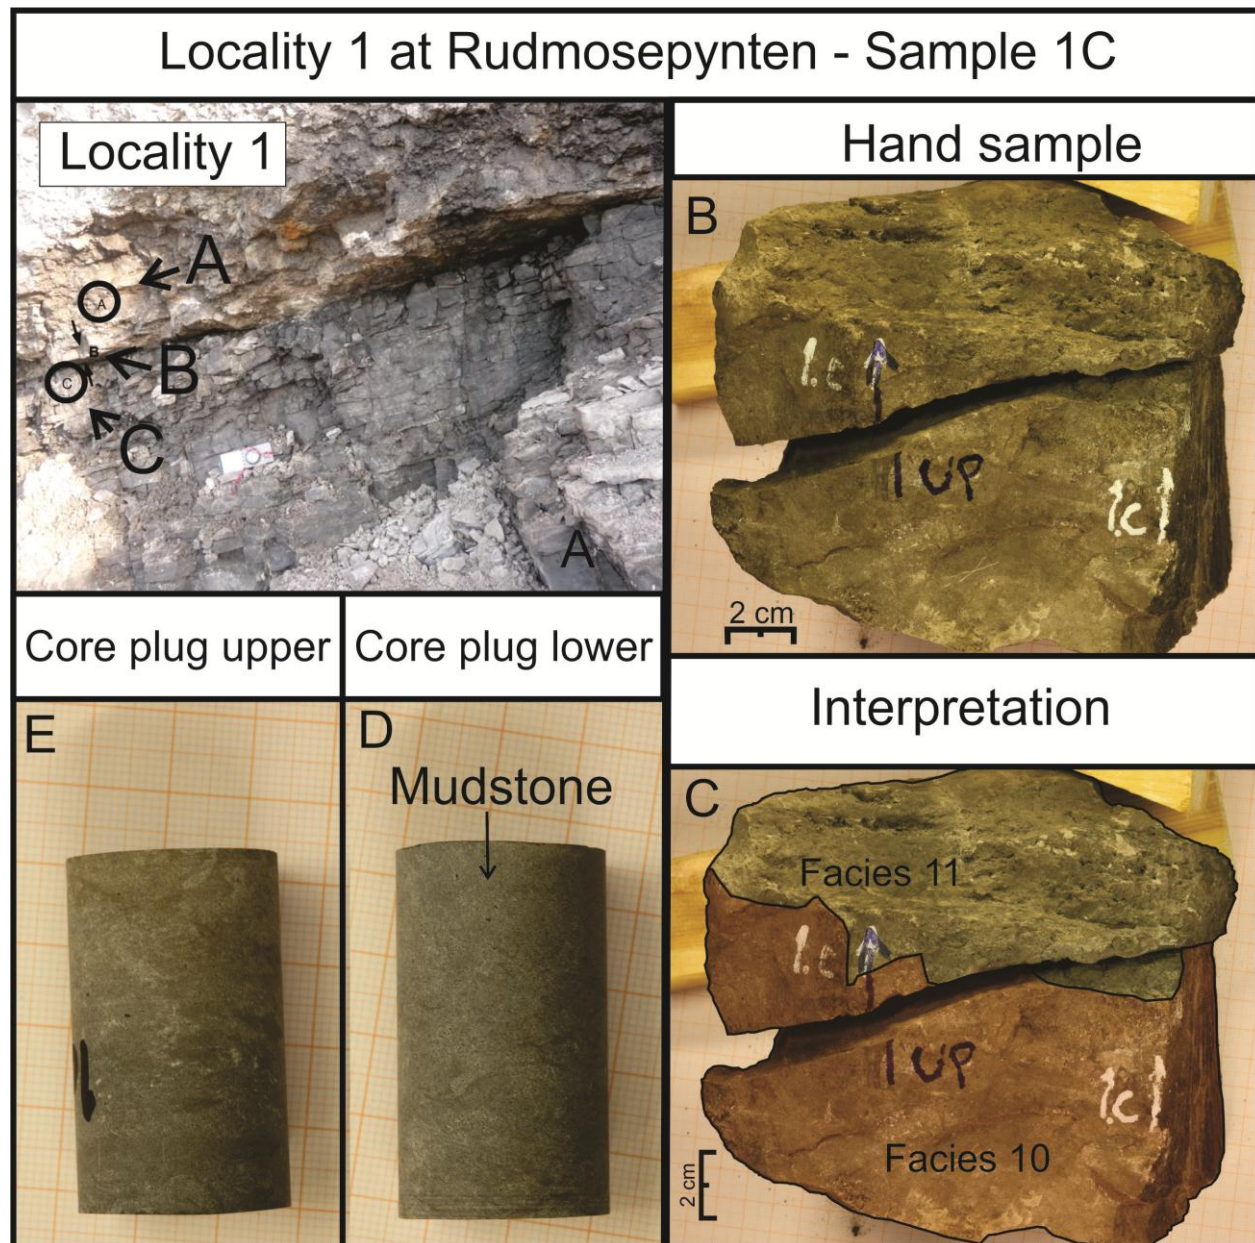 Locality 1 at Rudmosepynten - Sample 1C
Locality 1
A
A
B
B
C
C
A
Hand sample
B
1.C
1 UP
1.C
2 cm
Core plug upper
Core plug lower
E
D
Mudstone
Interpretation
C
Facies 11
1.C
1 UP
1.C
Facies 10
2 cm